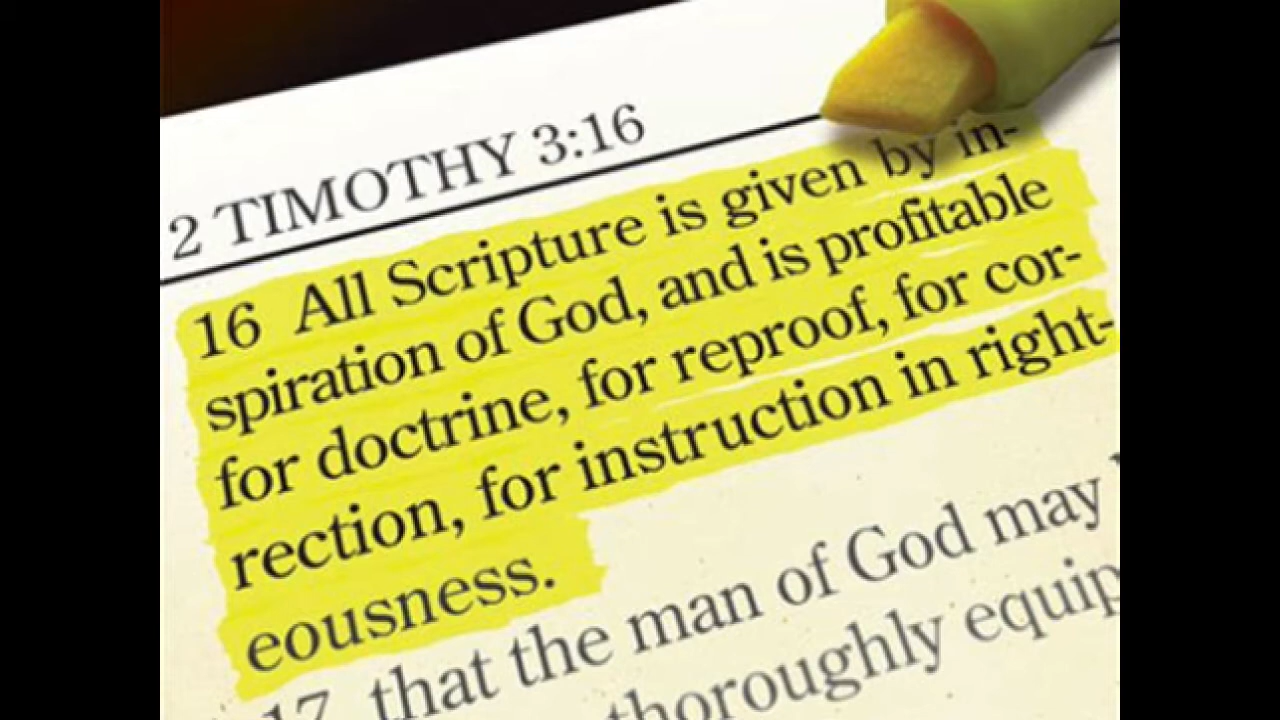 2 TIMOTHY 3:16
16 All Scripture is given by in-
spiration of God, and is profitable
for doctrine, for reproof, for cor-
rection, for instruction in right-
eousness.
17 that the man of God may
thoroughly